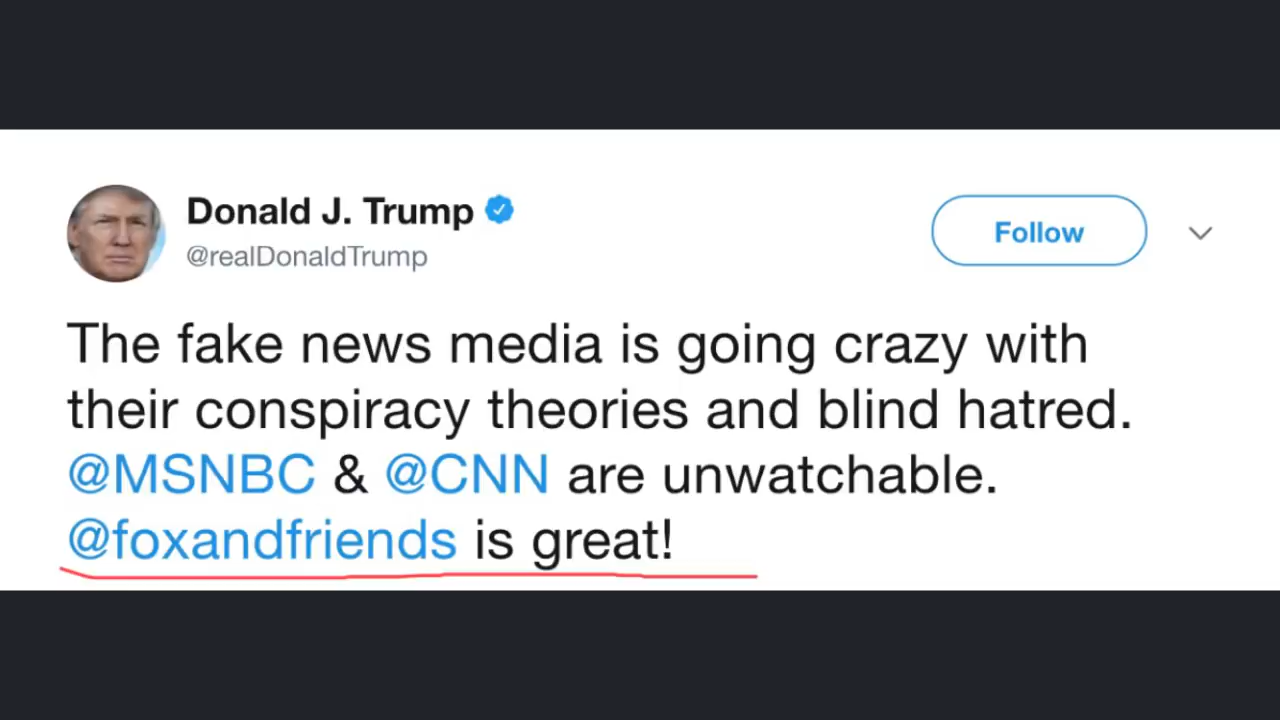 Donald J. Trump
@realDonaldTrump
Follow
The fake news media is going crazy with
their conspiracy theories and blind hatred.
@MSNBC & @CNN are unwatchable.
@foxandfriends is great!